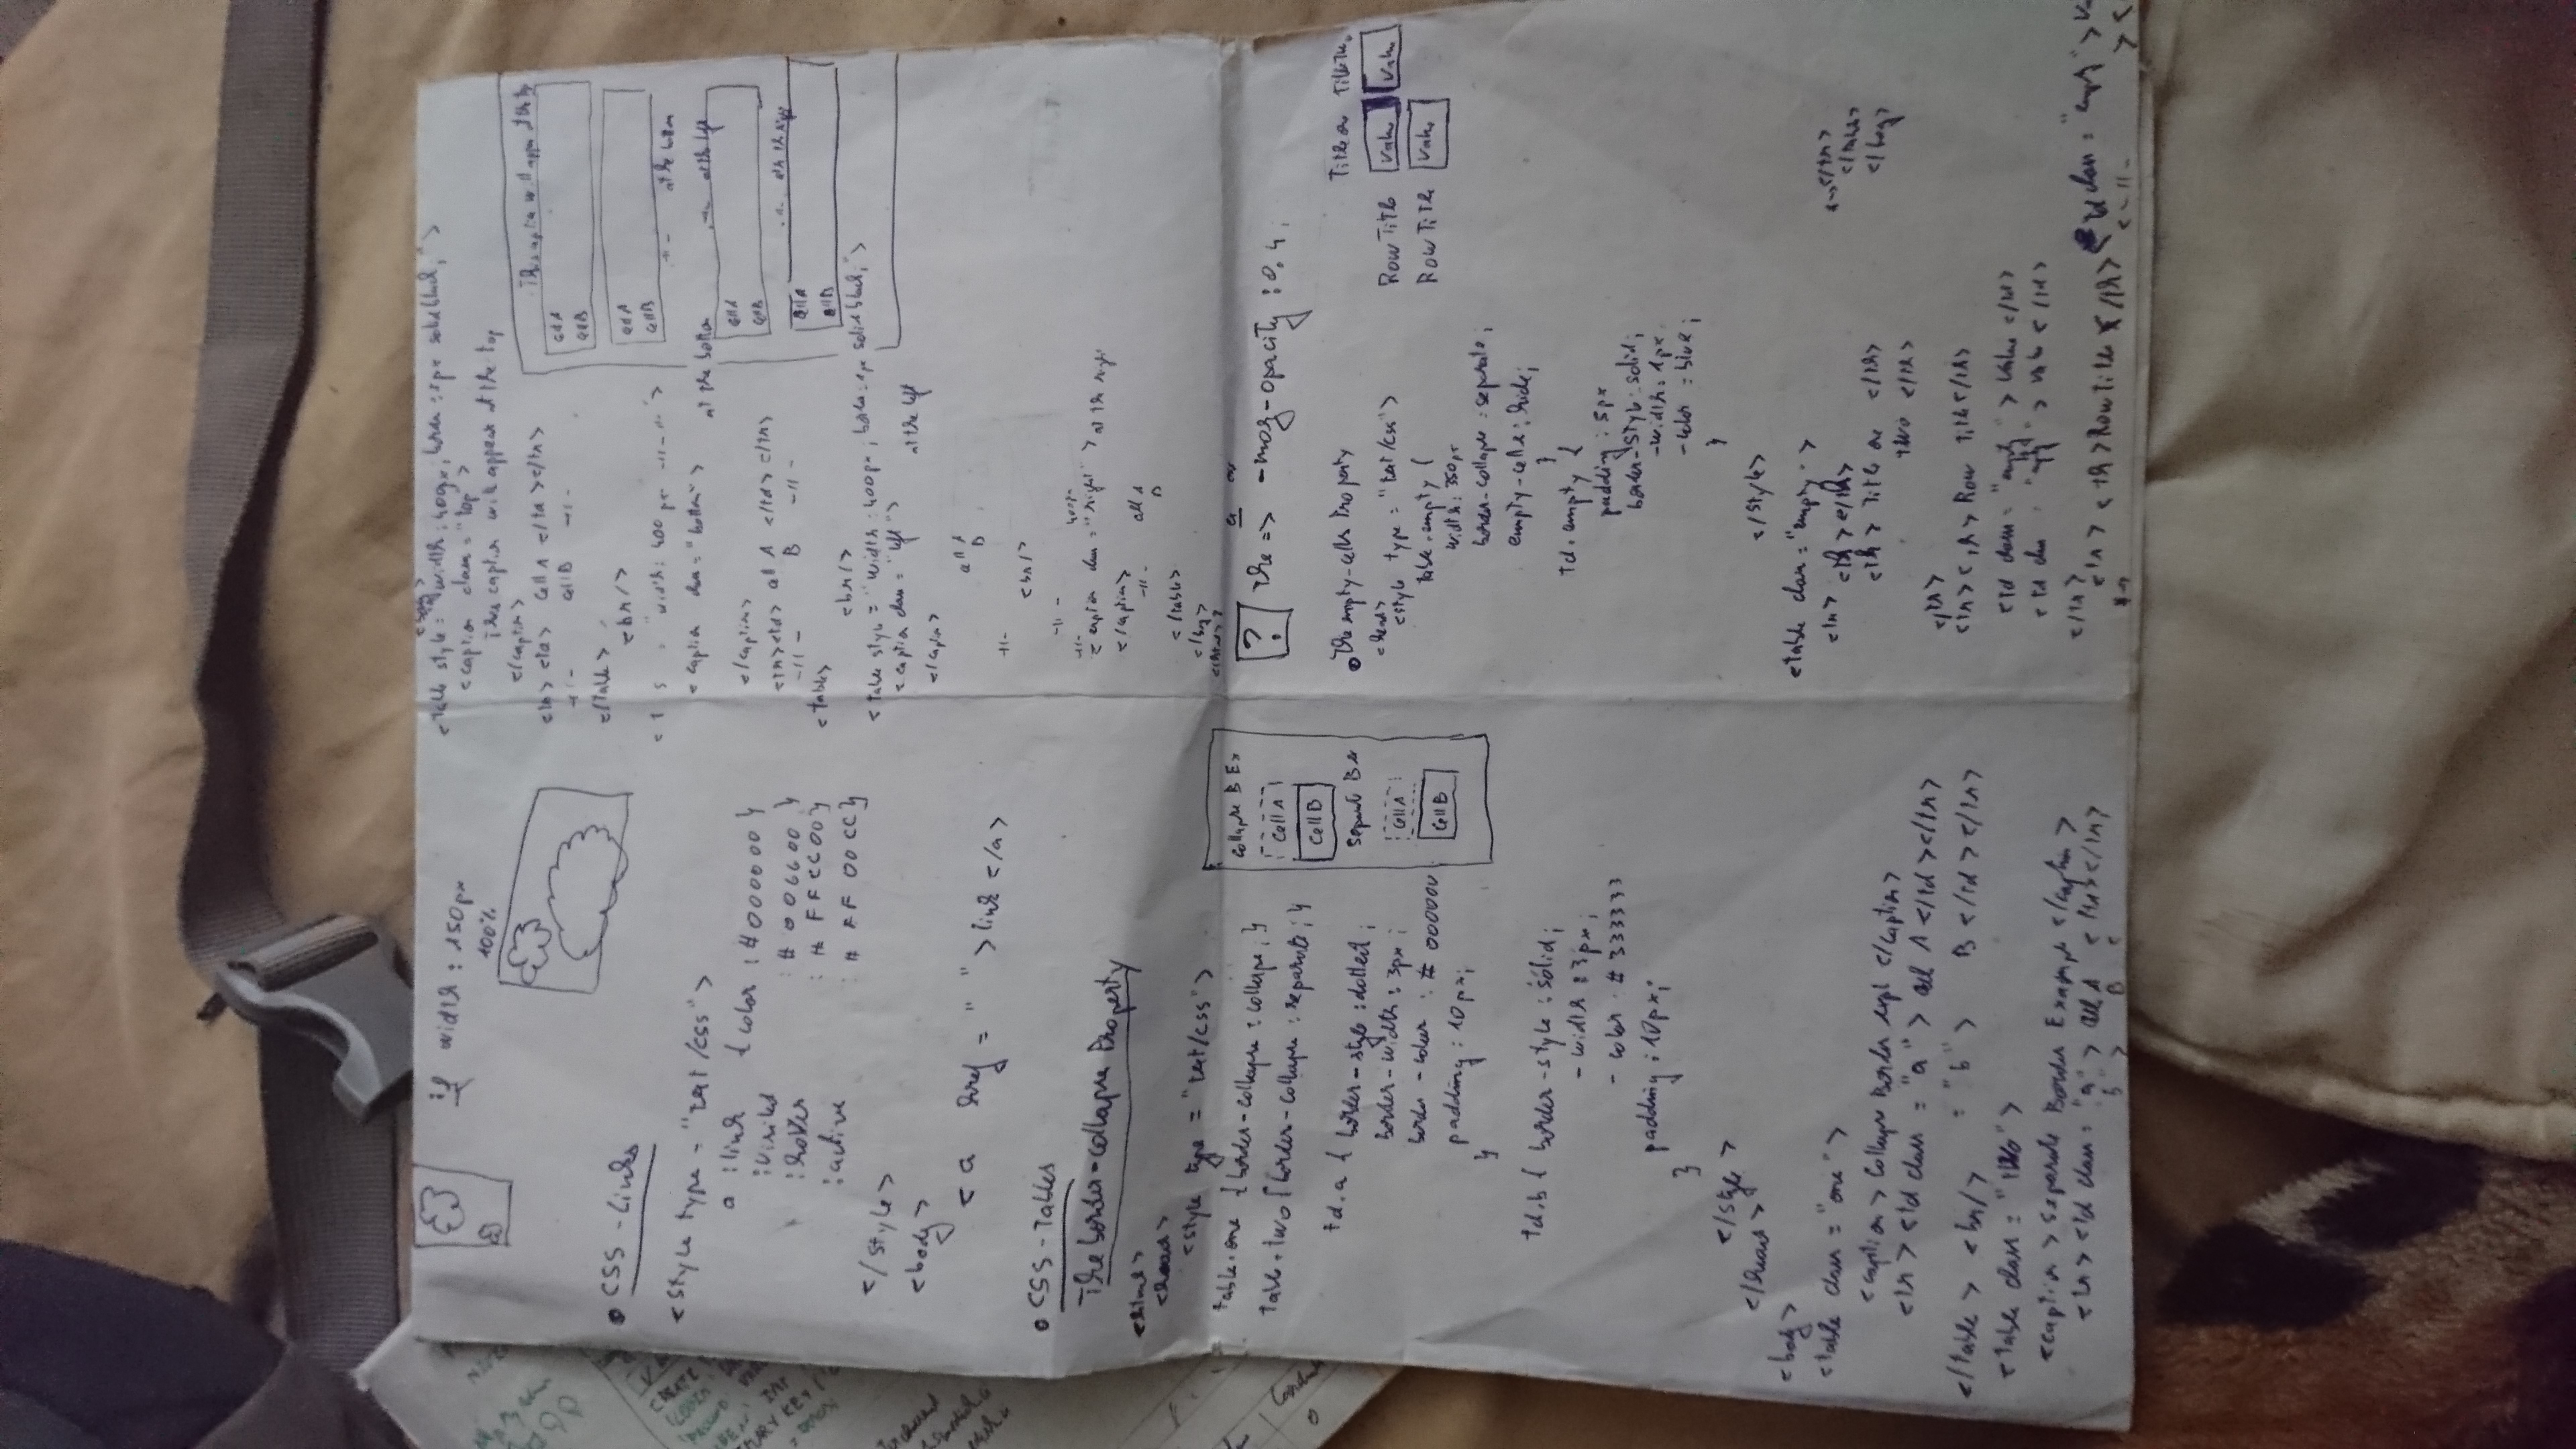 if width : 150px
100%
• CSS - Links
<style type = "text/css">
a :link { color : #000000 }
:visited : # 006600 }
:hover : # FFCC00 }
:active : # FF 00CC }
</style>
<body>
<a href = " " > link </a>
• CSS - Tables
The border-collapse Property
<html>
<head>
<style type = "text/css">
table.one { border-collapse : collapse ; }
table.two { border-collapse : separate ; }
td.a { border-style : dotted ;
border-width : 3px ;
border-color : # 000000
padding : 10px;
}
td.b { border-style : solid ;
- width : 3px ;
- color # 333333
padding : 10px;
}
</style>
</head>
<body>
<table class = "one" >
<caption > Collapse Border expl </caption>
<tr > <td class = "a" > cell A </td > </tr>
= "b" > B </td > </tr>
</table > <br/>
<table class = "two" >
<caption > Separate Border Example </caption >
<tr > <td class = "a" > cell A
b" > B <
Collapse B Ex
Cell A
Cell B
Separate B
Cell A
Cell B
<body>
<table style = "width : 400px ; border : px solid black ; " >
<caption class = "top" >
This caption will appear at the top
</caption>
<tr> <td> Cell A </td > </tr>
-11- Cell B -11-
</table>
<br/>
< t s = "width : 400 px -11-11- " >
<caption class = "bottom" > at the bottom
</caption>
<tr><td> cell A </td> </tr>
-11- B -11-
<table>
<br/>
<table style = "width : 400px ; border : px solid black ; " >
<caption class = "left" > at the left
</caption>
cell A
B
-11-
<br/>
-11-
400px
-11-
<caption class = "right" > at the right
</caption>
-11- cell A
B
</table>
</body>
</html>
This caption will appear at the top
cell A
cell B
cell A
cell B
at the bottom
at the left
cell A
cell B
cell A
cell B
? The => -moz-opacity : 0.4 ;
• The empty-cells Property
<head>
<style type = "text/css">
table.empty {
width : 350px
border-collapse : separate ;
empty-cells : hide ;
}
td.empty {
padding : 5px
border-style : solid ;
-width : 1px
-color = blue ;
}
</style>
Title one Title
Row Title Value Value
Row Title Value
<table class = "empty" >
<tr> <th > </th>
<th > Title one </th>
two </th>
</tr>
<tr> <th > Row Title </th>
<td class = "empty" > Value </td>
<td class = "empty" > Value < /td>
</tr>
<tr > <th > Row Title </th> <td class = "empty" >
</tr>
</table>
</body>